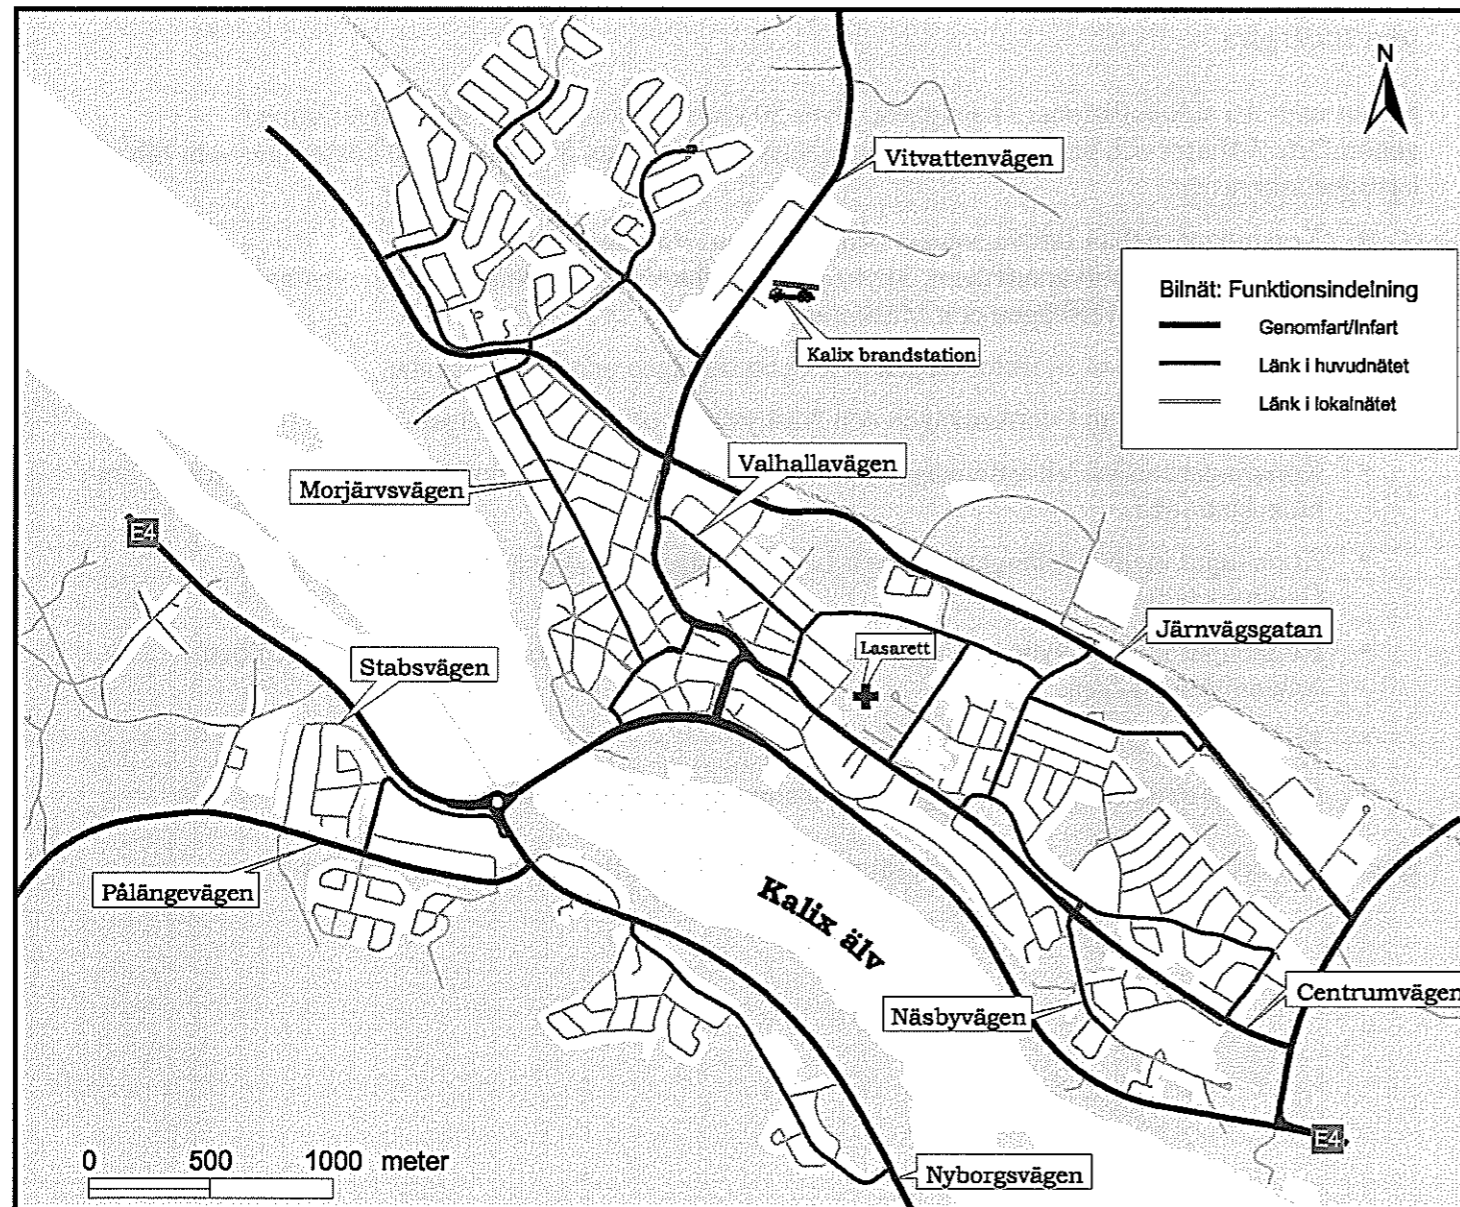 N
Vitvattenvägen
Bilnät: Funktionsindelning
Genomfart/Infart
Länk i huvudnätet
Länk i lokalnätet
Kalix brandstation
Valhallavägen
Morjärvsvägen
E4
Järnvägsgatan
Lasarett
Stabsvägen
Pålängevägen
Kalix älv
Centrumvägen
Näsbyvägen
E4
0 500 1000 meter
Nyborgsvägen